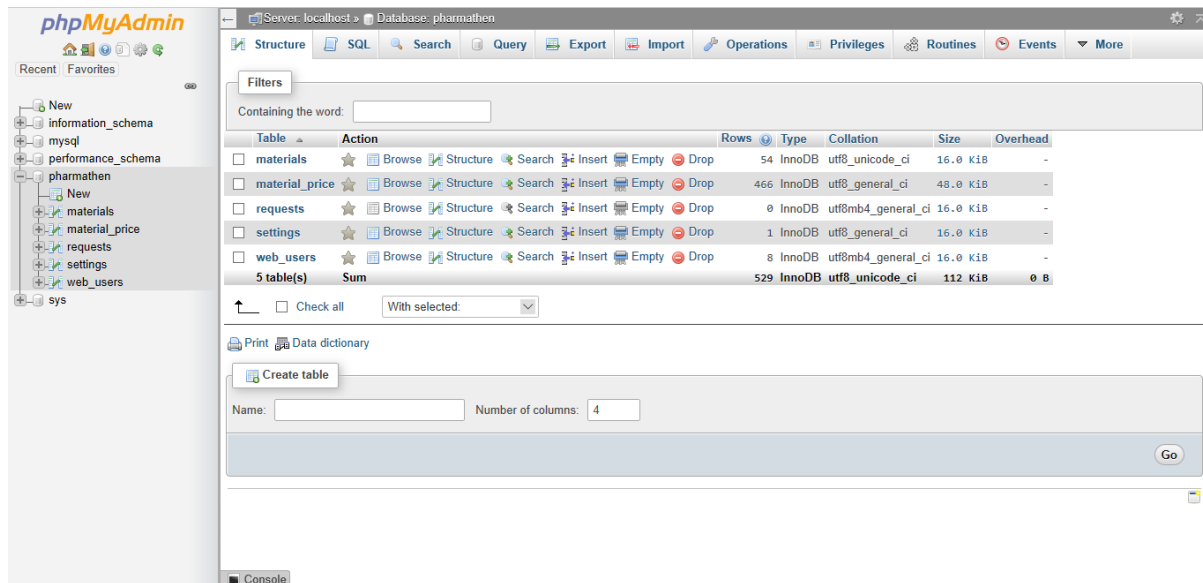 phpMyAdmin
Recent Favorites
New
information_schema
mysql
performance_schema
pharmathen
New
materials
material_price
requests
settings
web_users
sys
Server: localhost » Database: pharmathen
Structure SQL Search Query Export Import Operations Privileges Routines Events More
Filters
Containing the word:
Table Action Rows Type Collation Size Overhead
materials Browse Structure Search Insert Empty Drop 54 InnoDB utf8_unicode_ci 16.0 KiB -
material_price Browse Structure Search Insert Empty Drop 466 InnoDB utf8_general_ci 48.0 KiB -
requests Browse Structure Search Insert Empty Drop 0 InnoDB utf8mb4_general_ci 16.0 KiB -
settings Browse Structure Search Insert Empty Drop 1 InnoDB utf8_general_ci 16.0 KiB -
web_users Browse Structure Search Insert Empty Drop 8 InnoDB utf8mb4_general_ci 16.0 KiB -
5 table(s) Sum 529 InnoDB utf8_unicode_ci 112 KiB 0 B
Check all With selected:
Print Data dictionary
Create table
Name: Number of columns: 4
Go
Console